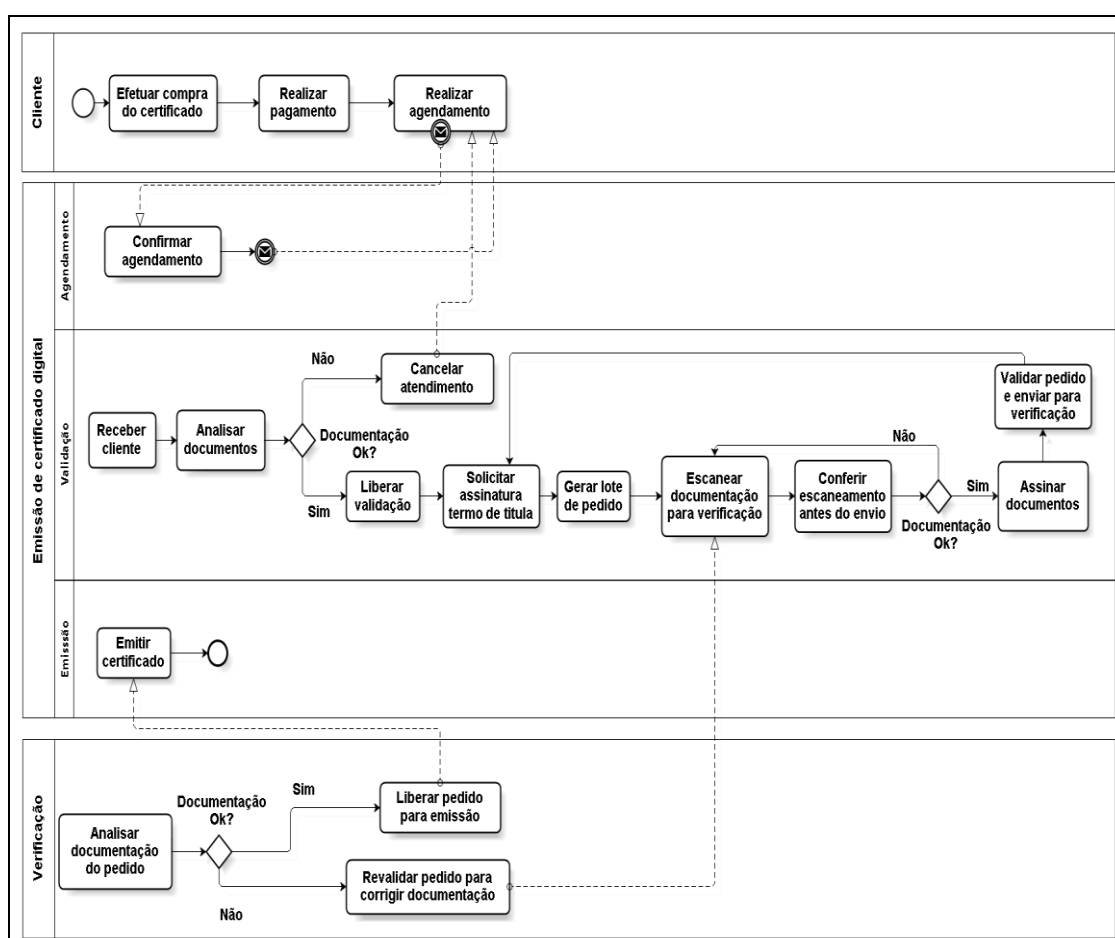 Cliente
Efetuar compra
do certificado
Realizar
pagamento
Realizar
agendamento
Emissão de certificado digital
Agendamento
Confirmar
agendamento
Validação
Receber
cliente
Analisar
documentos
Não
Cancelar
atendimento
Documentação
Ok?
Sim
Liberar
validação
Solicitar
assinatura
termo de titula
Gerar lote
de pedido
Escanear
documentação
para verificação
Conferir
escaneamento
antes do envio
Não
Documentação
Ok?
Sim
Assinar
documentos
Validar pedido
e enviar para
verificação
Emisssão
Emitir
certificado
Verificação
Analisar
documentação
do pedido
Documentação
Ok?
Sim
Liberar pedido
para emissão
Não
Revalidar pedido para
corrigir documentação